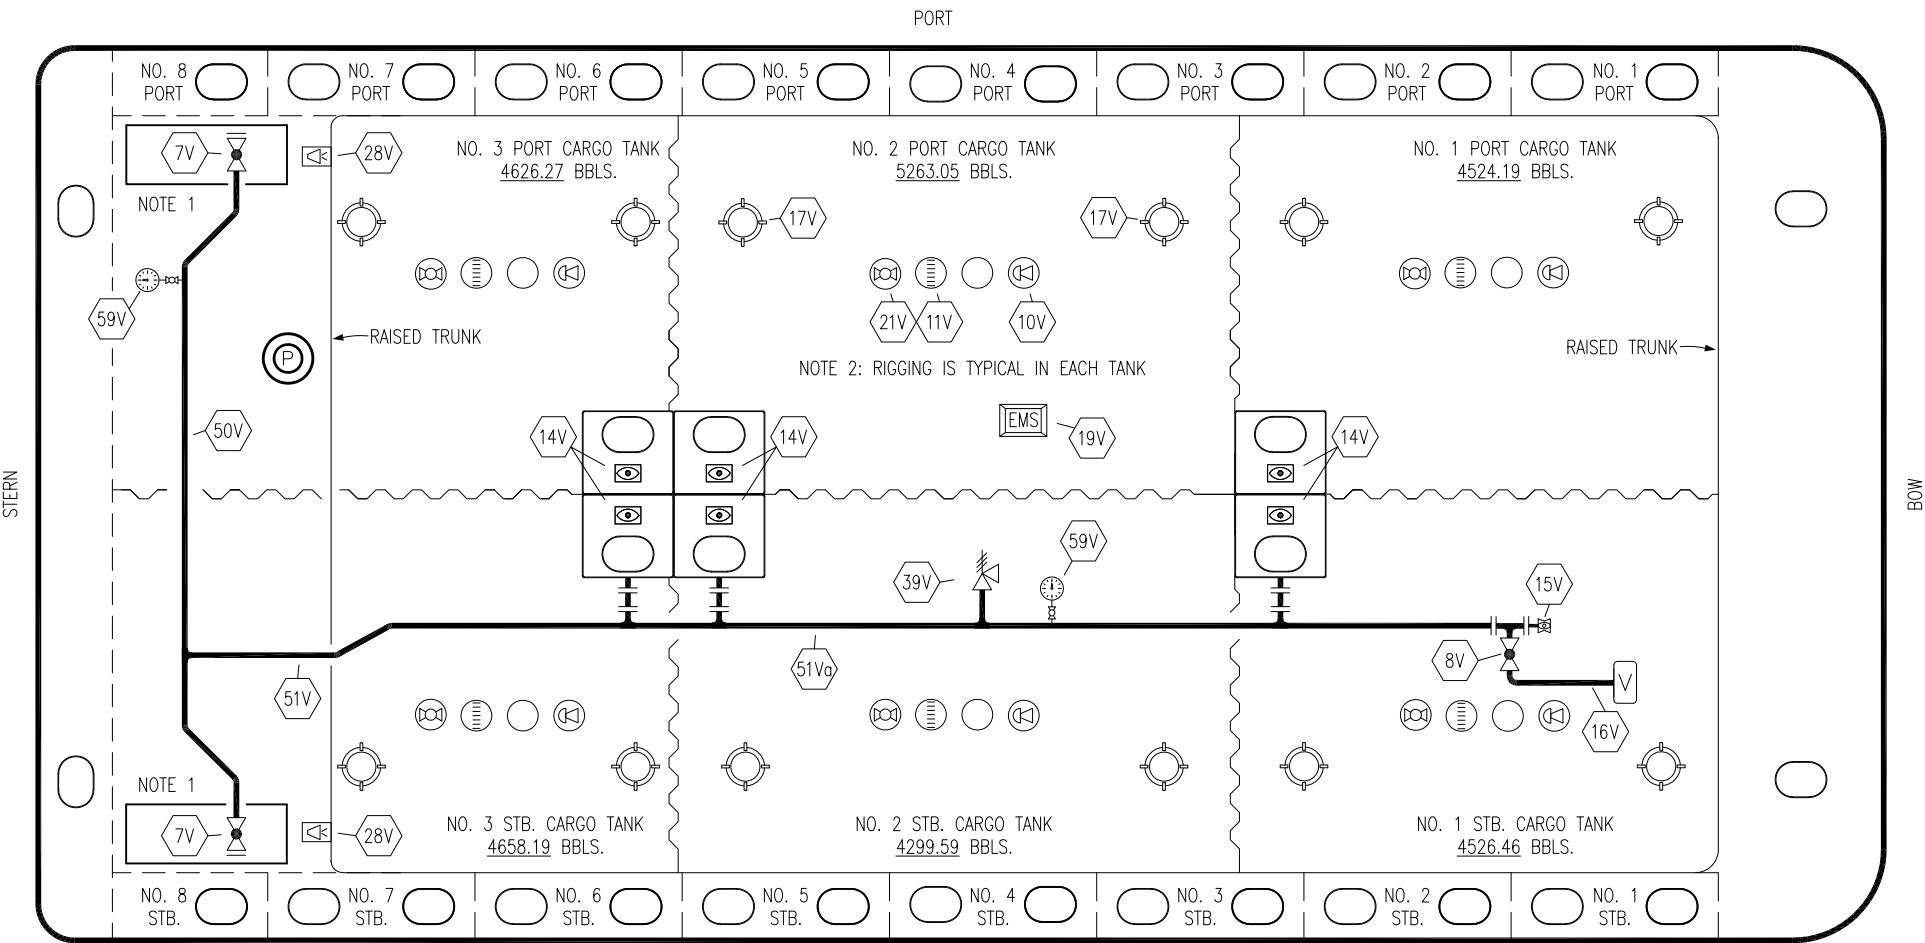 PORT
NO. 8
PORT
NO. 7
PORT
NO. 6
PORT
NO. 5
PORT
NO. 4
PORT
NO. 3
PORT
NO. 2
PORT
NO. 1
PORT
7V
28V
NO. 3 PORT CARGO TANK
4626.27 BBLS.
NO. 2 PORT CARGO TANK
5263.05 BBLS.
NO. 1 PORT CARGO TANK
4524.19 BBLS.
NOTE 1
17V
17V
59V
21V
11V
10V
RAISED TRUNK
RAISED TRUNK
P
NOTE 2: RIGGING IS TYPICAL IN EACH TANK
50V
14V
14V
EMS
19V
14V
STERN
BOW
59V
39V
15V
51V
51Va
8V
V
16V
NOTE 1
7V
28V
NO. 3 STB. CARGO TANK
4658.19 BBLS.
NO. 2 STB. CARGO TANK
4299.59 BBLS.
NO. 1 STB. CARGO TANK
4526.46 BBLS.
NO. 8
STB.
NO. 7
STB.
NO. 6
STB.
NO. 5
STB.
NO. 4
STB.
NO. 3
STB.
NO. 2
STB.
NO. 1
STB.